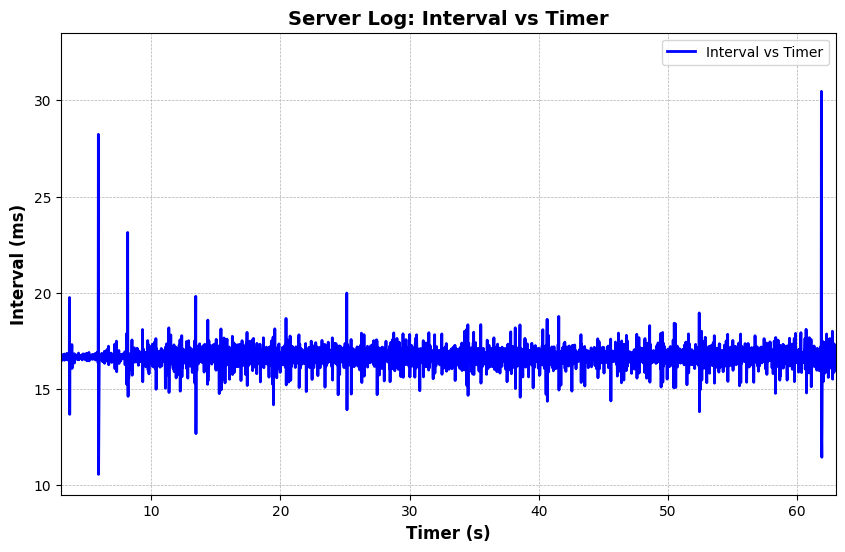 Server Log: Interval vs Timer
Interval vs Timer
30
25
20
15
10
Interval (ms)
10 20 30 40 50 60
Timer (s)